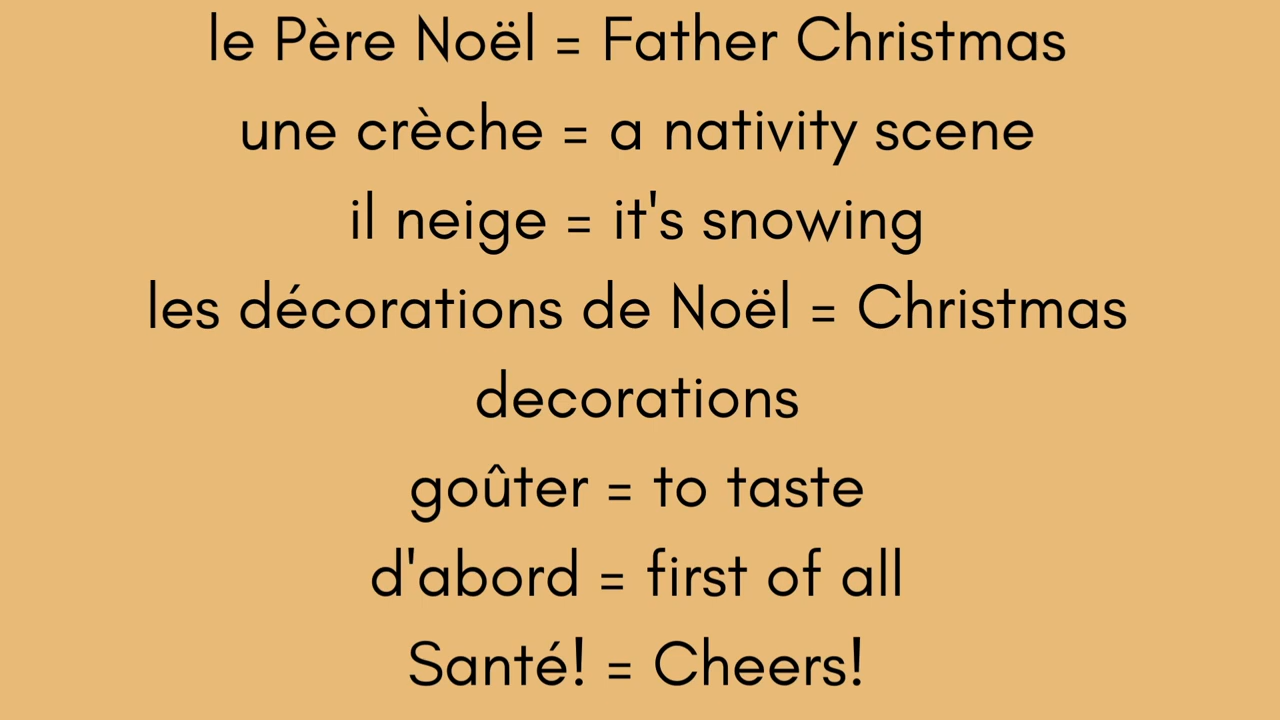 le Père Noël = Father Christmas
une crèche = a nativity scene
il neige = it's snowing
les décorations de Noël = Christmas
decorations
goûter = to taste
d'abord = first of all
Santé! = Cheers!